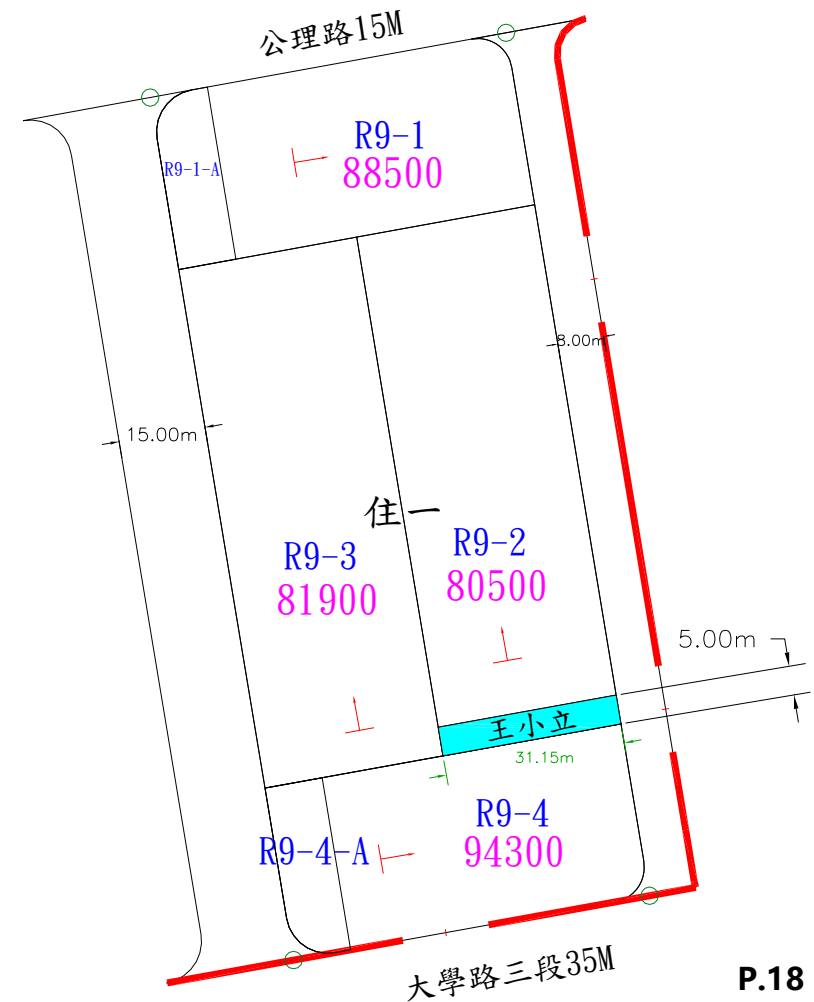 公理路15M
R9-1
88500
R9-1-A
8.00m
15.00m
住一
R9-3
81900
R9-2
80500
5.00m
王小立
31.15m
R9-4
94300
R9-4-A
大學路三段35M
P.18